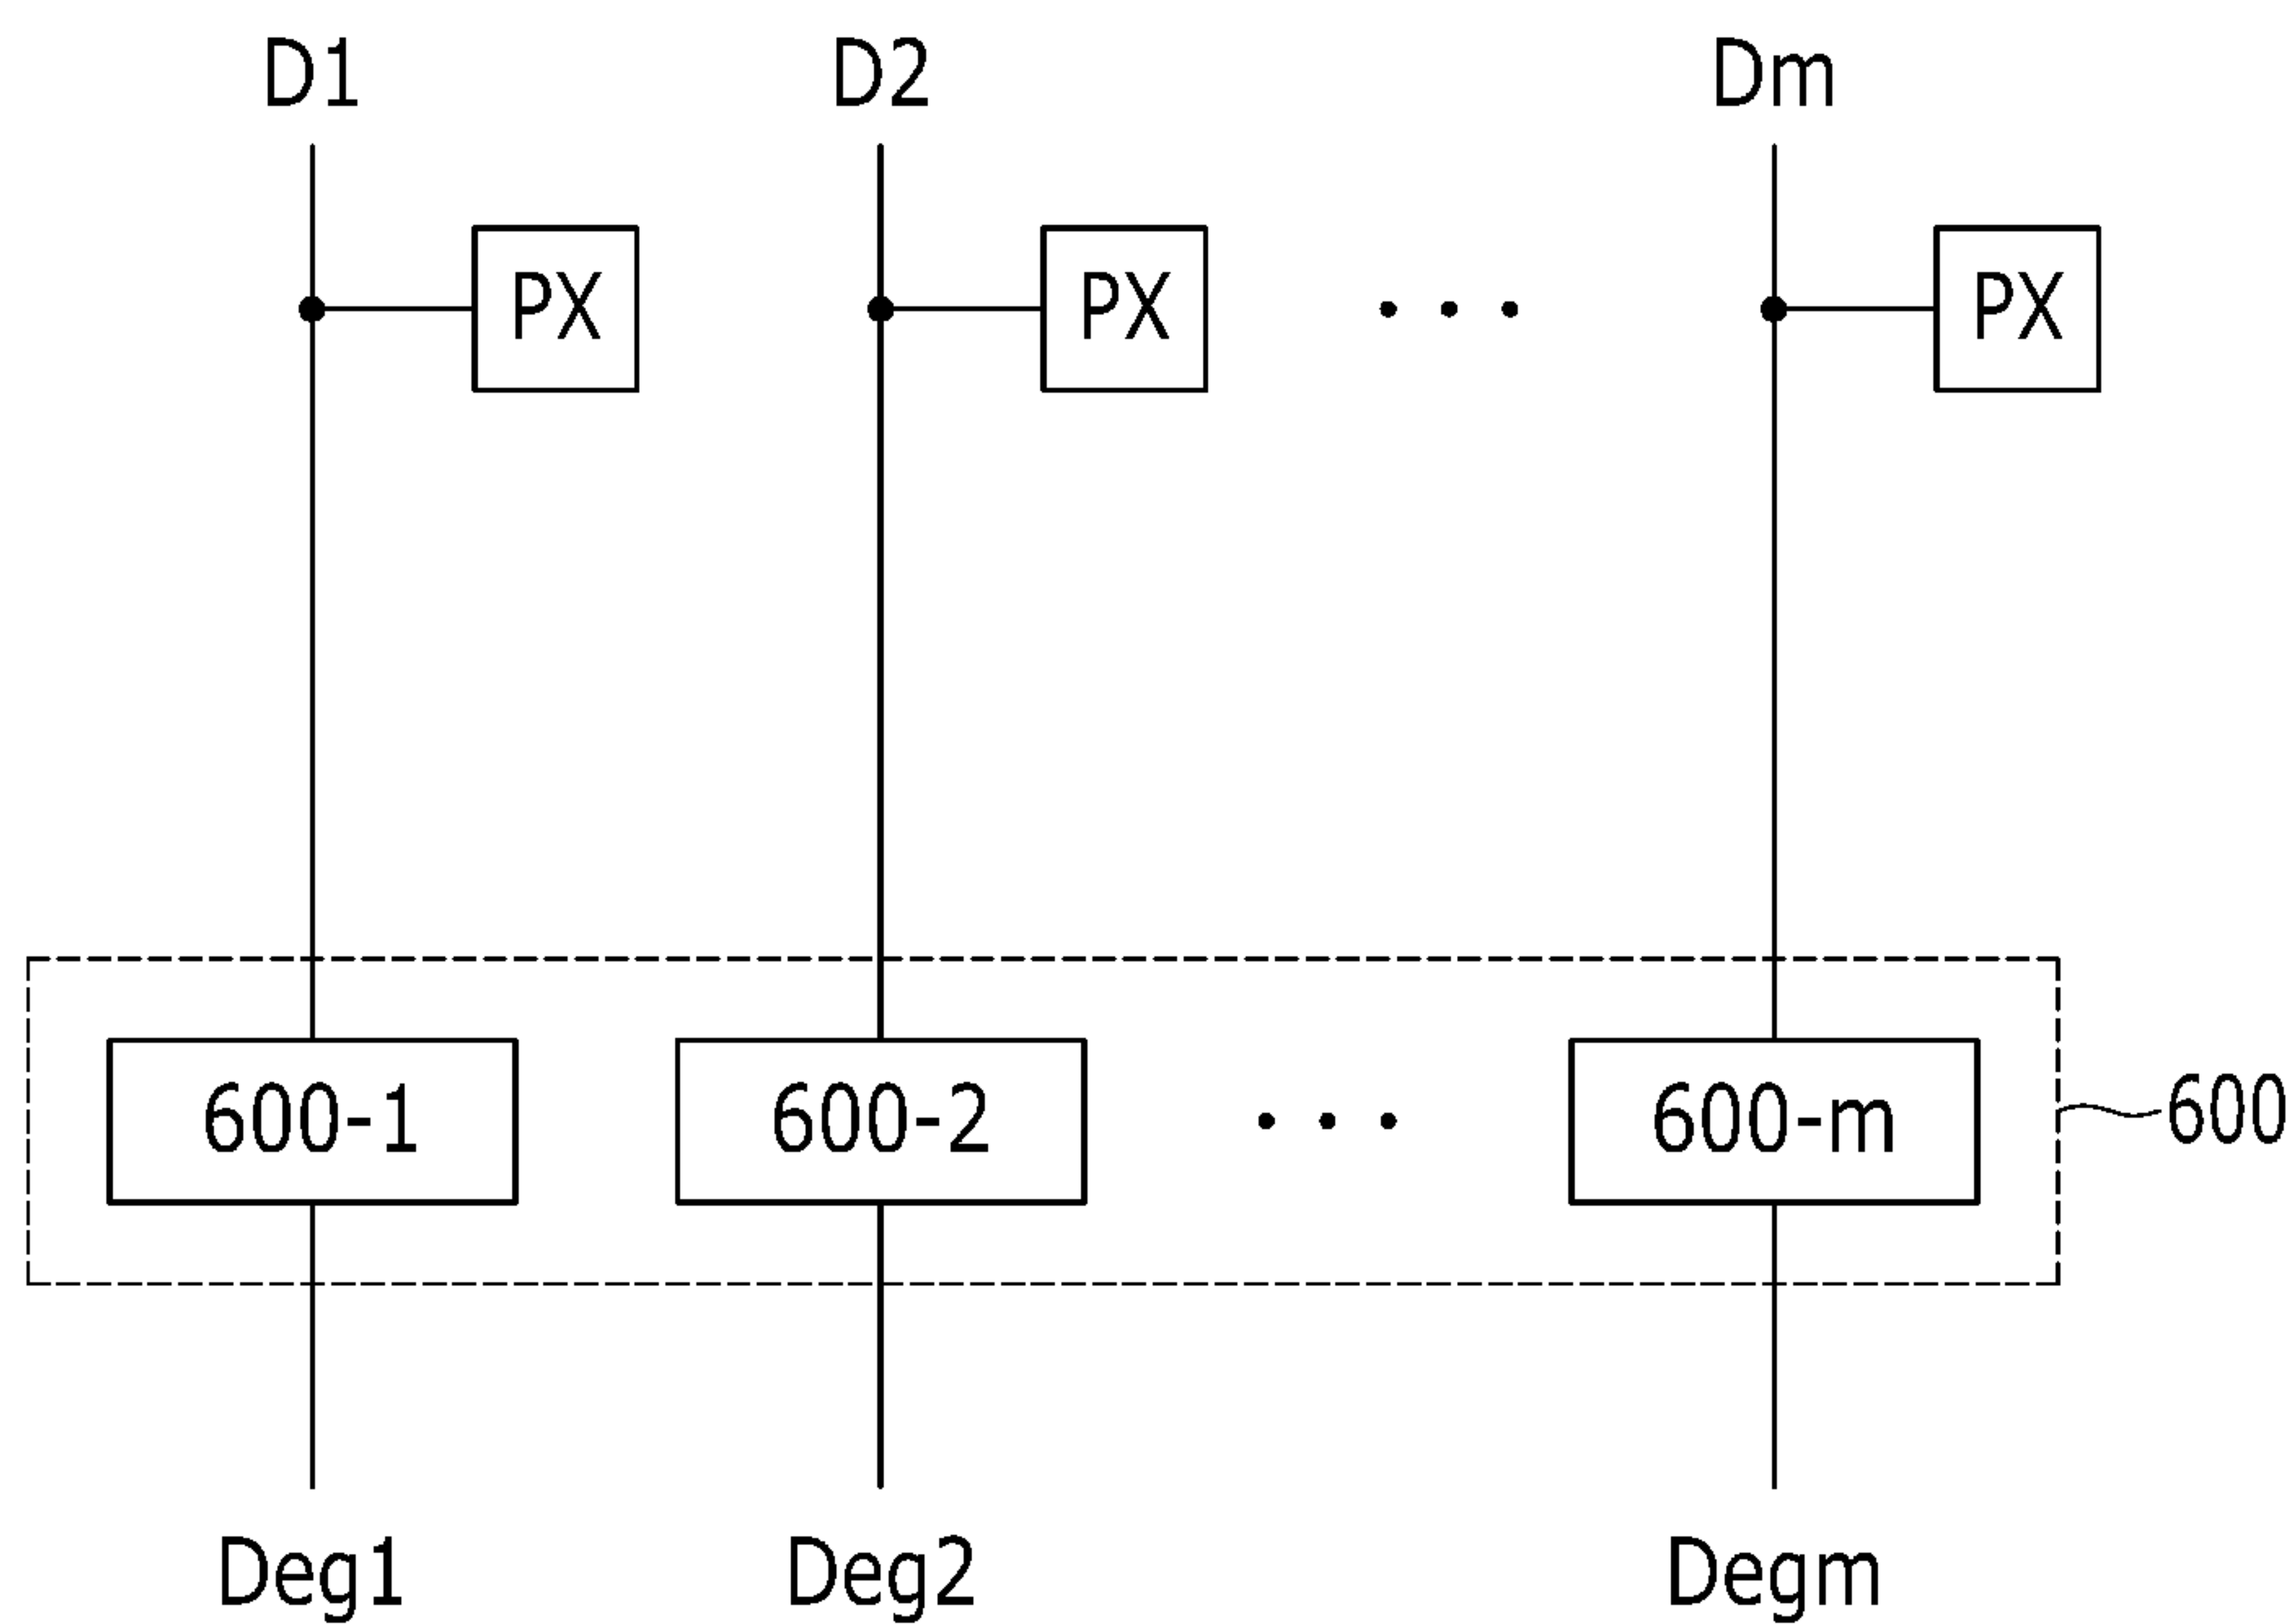 D1 D2 Dm
PX PX ... PX
600-1 600-2 ... 600-m 600
Deg1 Deg2 Degm